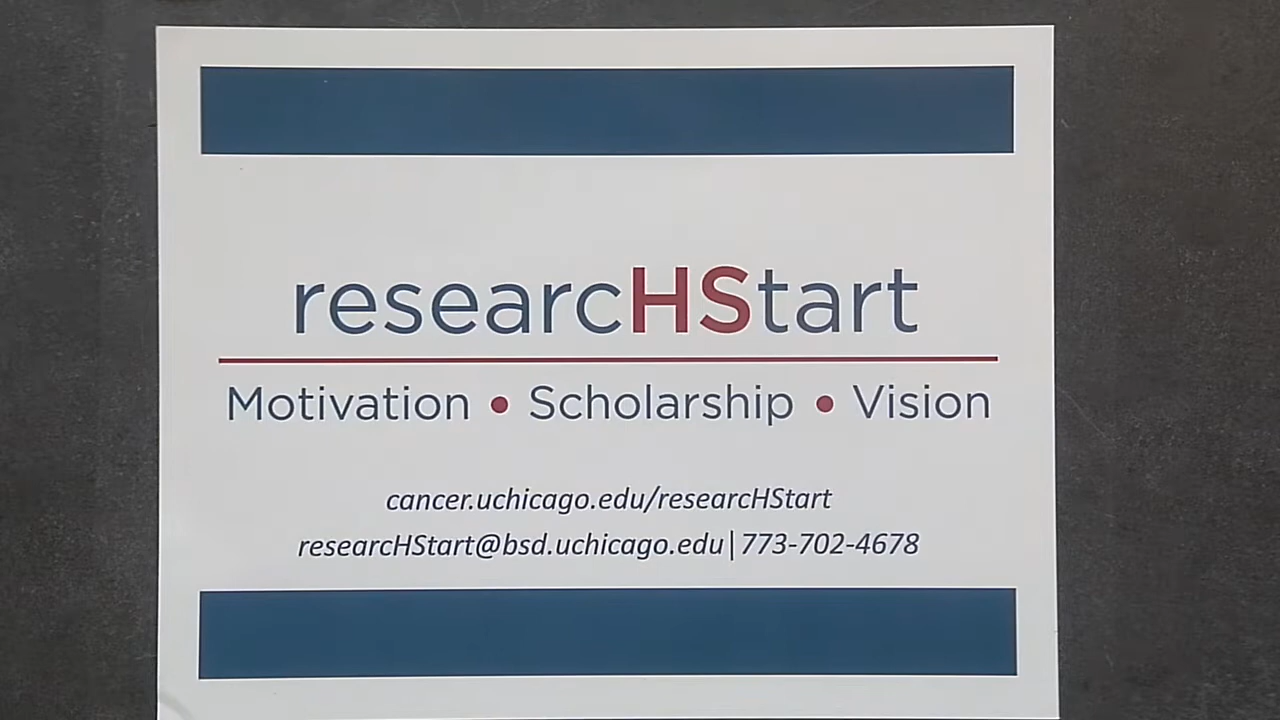 researcHStart
Motivation • Scholarship • Vision
cancer.uchicago.edu/researcHStart
researcHStart@bsd.uchicago.edu|773-702-4678